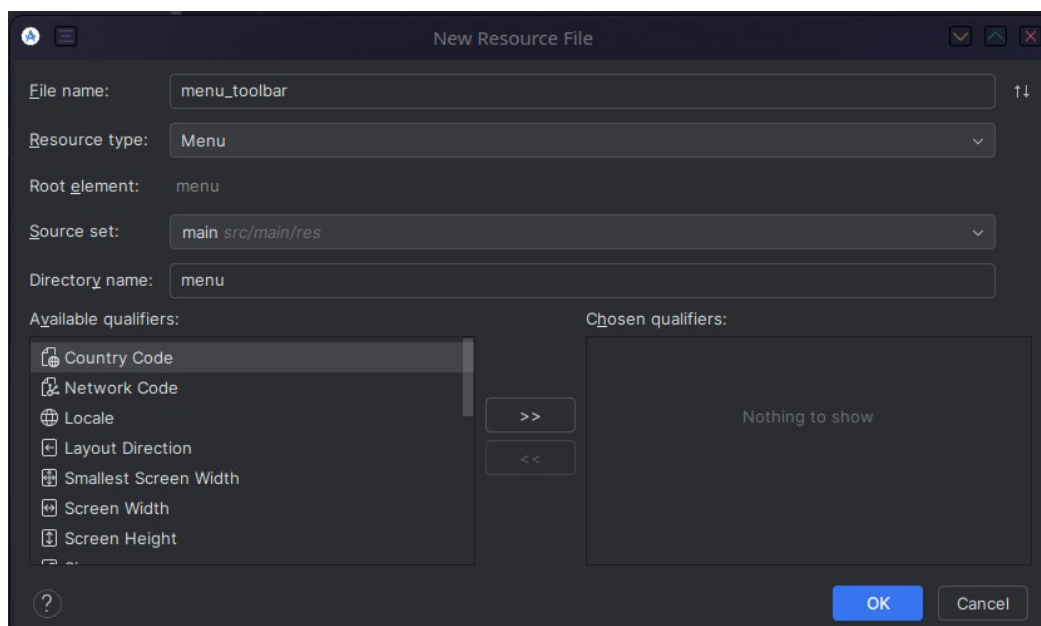 New Resource File
File name: menu_toolbar
Resource type: Menu
Root element: menu
Source set: main src/main/res
Directory name: menu
Available qualifiers: Chosen qualifiers:
Country Code
Network Code
Locale
Layout Direction
Smallest Screen Width
Screen Width
Screen Height
>>
<<
Nothing to show
? OK Cancel